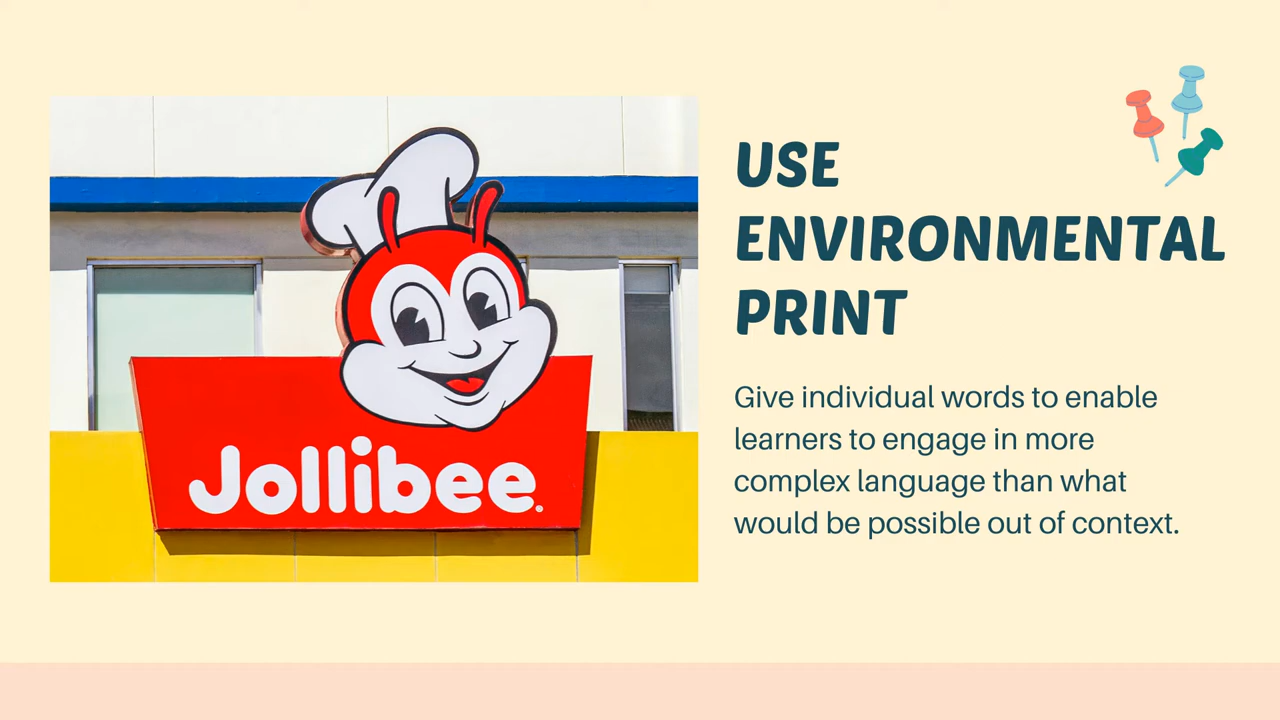 Jollibee
USE
ENVIRONMENTAL
PRINT
Give individual words to enable
learners to engage in more
complex language than what
would be possible out of context.